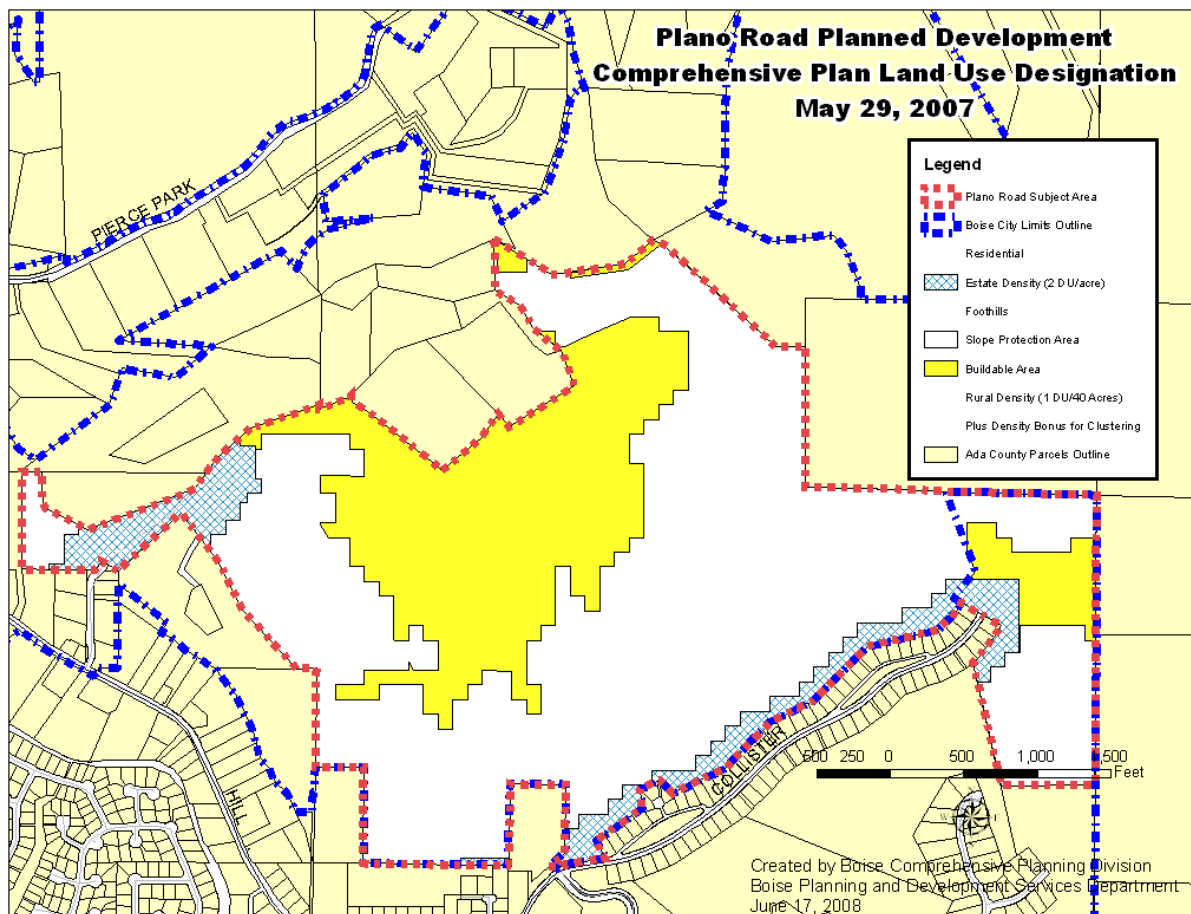 Plano Road Planned Development
Comprehensive Plan Land Use Designation
May 29, 2007
Legend
Plano Road Subject Area
Boise City Limits Outline
Residential
Estate Density (2 DU/acre)
Foothills
Slope Protection Area
Buildable Area
Rural Density (1 DU/40 Acres)
Plus Density Bonus for Clustering
Ada County Parcels Outline
PIERCE PARK
HILL
COLLISTER
500 250 0 500 1,000 1,500
Feet
W E
Created by Boise Comprehensive Planning Division
Boise Planning and Development Services Department
June 17, 2008